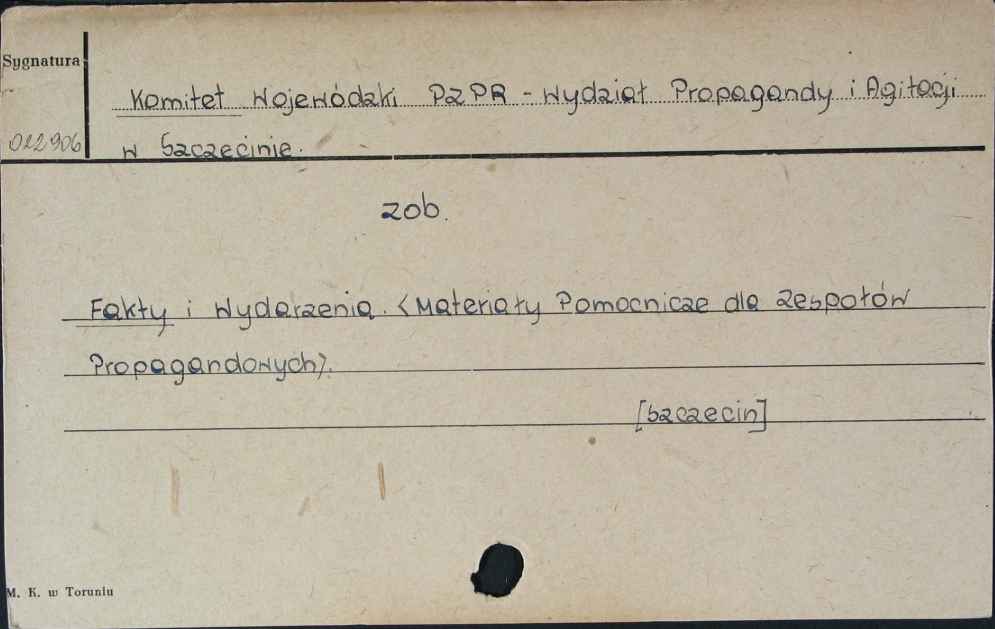 Sygnatura
Komitet Wojewódzki PZPR - Wydział Propagandy i Agitacji
022906
w Szczecinie.
zob.
Fakty i Wydarzenia. <Materiały Pomocnicze dla Zespołów
Propagandowych>.
[Szczecin]
M. K. w Toruniu